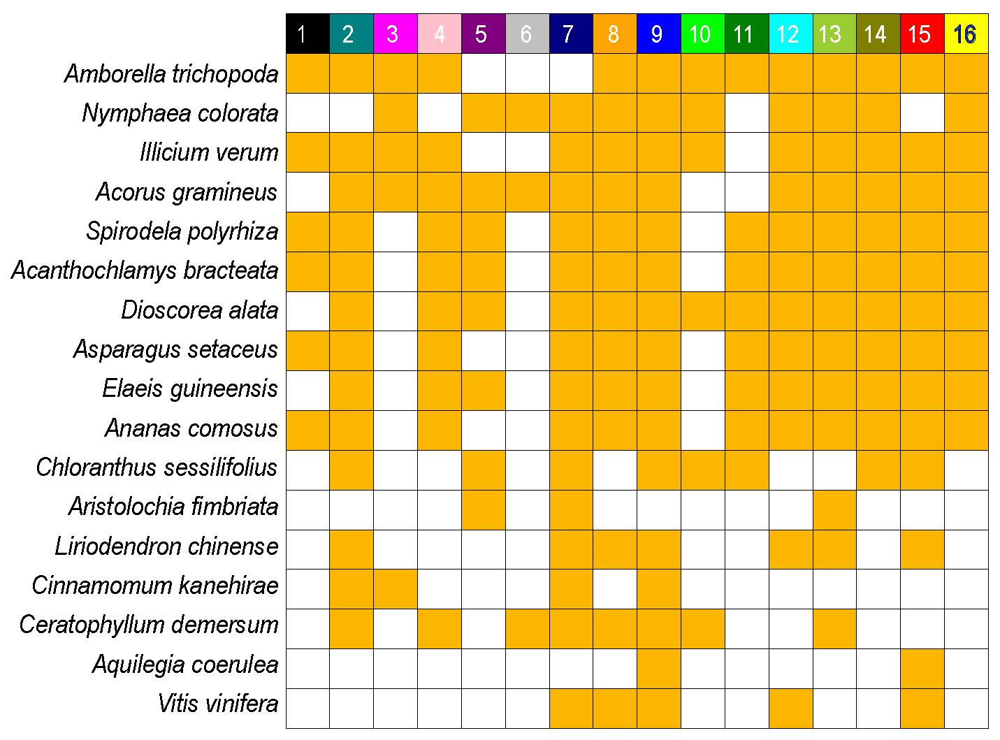 1 2 3 4 5 6 7 8 9 10 11 12 13 14 15 16
Amborella trichopoda
Nymphaea colorata
Illicium verum
Acorus gramineus
Spirodela polyrhiza
Acanthochlamys bracteata
Dioscorea alata
Asparagus setaceus
Elaeis guineensis
Ananas comosus
Chloranthus sessilifolius
Aristolochia fimbriata
Liriodendron chinense
Cinnamomum kanehirae
Ceratophyllum demersum
Aquilegia coerulea
Vitis vinifera